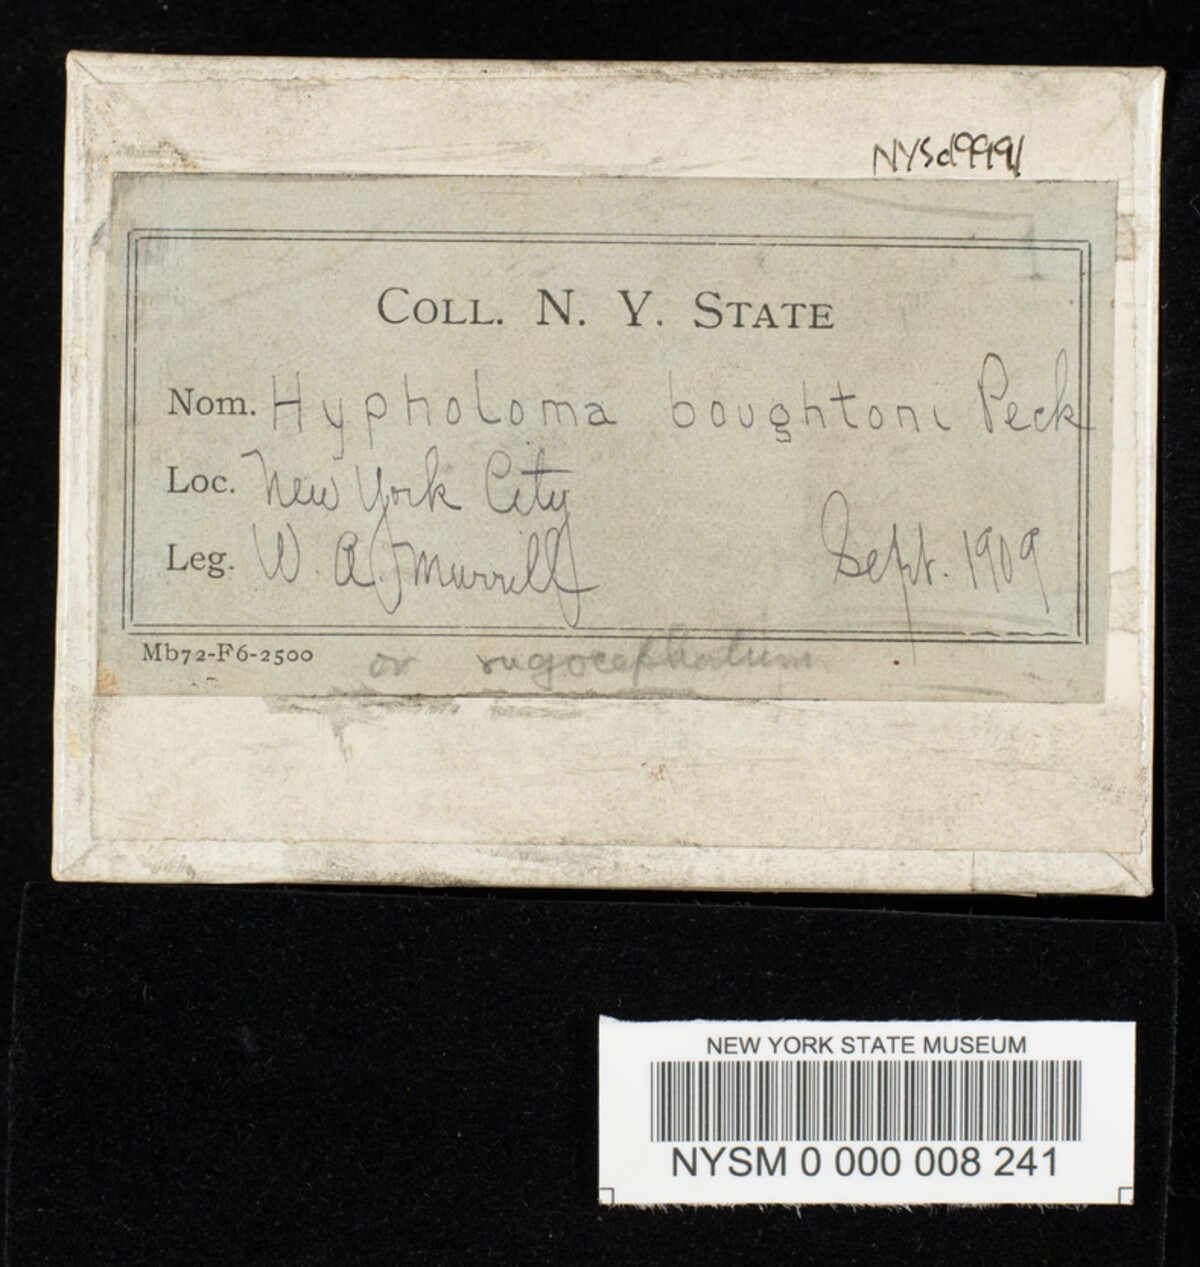 NYSd9991
COLL. N. Y. STATE
Nom. Hypholoma boughtoni Peck
Loc. New York City
Leg. W. A. Murrill Sept. 1909
Mb72-F6-2500
or rugocephalum
NEW YORK STATE MUSEUM
NYSM 0 000 008 241